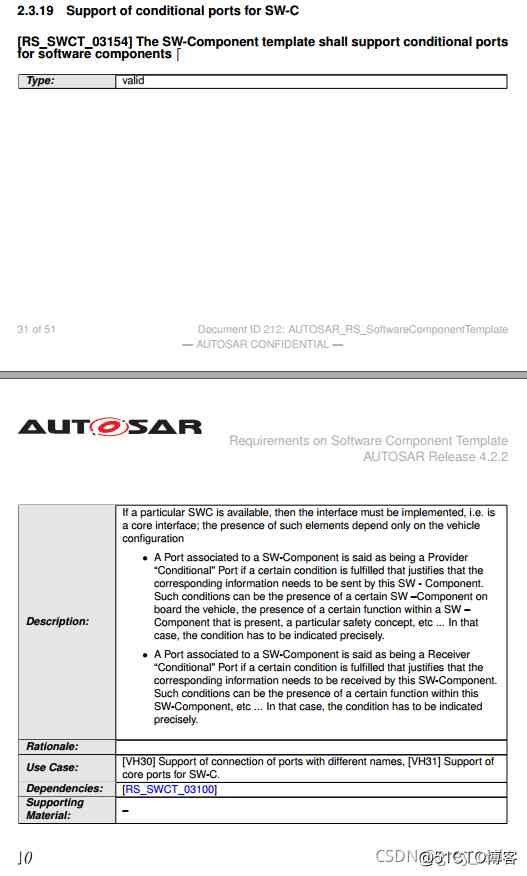 2.3.19 Support of conditional ports for SW-C
[RS_SWCT_03154] The SW-Component template shall support conditional ports
for software components ⌈
Type: valid
31 of 51 Document ID 212: AUTOSAR_RS_SoftwareComponentTemplate
— AUTOSAR CONFIDENTIAL —
AUTOSAR
Requirements on Software Component Template
AUTOSAR Release 4.2.2
Description:
If a particular SWC is available, then the interface must be implemented, i.e. is
a core interface; the presence of such elements depend only on the vehicle
configuration
• A Port associated to a SW-Component is said as being a Provider
“Conditional” Port if a certain condition is fulfilled that justifies that the
corresponding information needs to be sent by this SW - Component.
Such conditions can be the presence of a certain SW –Component on
board the vehicle, the presence of a certain function within a SW –
Component that is present, a particular safety concept, etc ... In that
case, the condition has to be indicated precisely.
• A Port associated to a SW-Component is said as being a Receiver
“Conditional” Port if a certain condition is fulfilled that justifies that the
corresponding information needs to be received by this SW-Component.
Such conditions can be the presence of a certain function within this
SW-Component, etc ... In that case, the condition has to be indicated
precisely.
Rationale:
Use Case: [VH30] Support of connection of ports with different names, [VH31] Support of
core ports for SW-C.
Dependencies: [RS_SWCT_03100]
Supporting
Material: –
⌋()
CSDN @51CTO博客